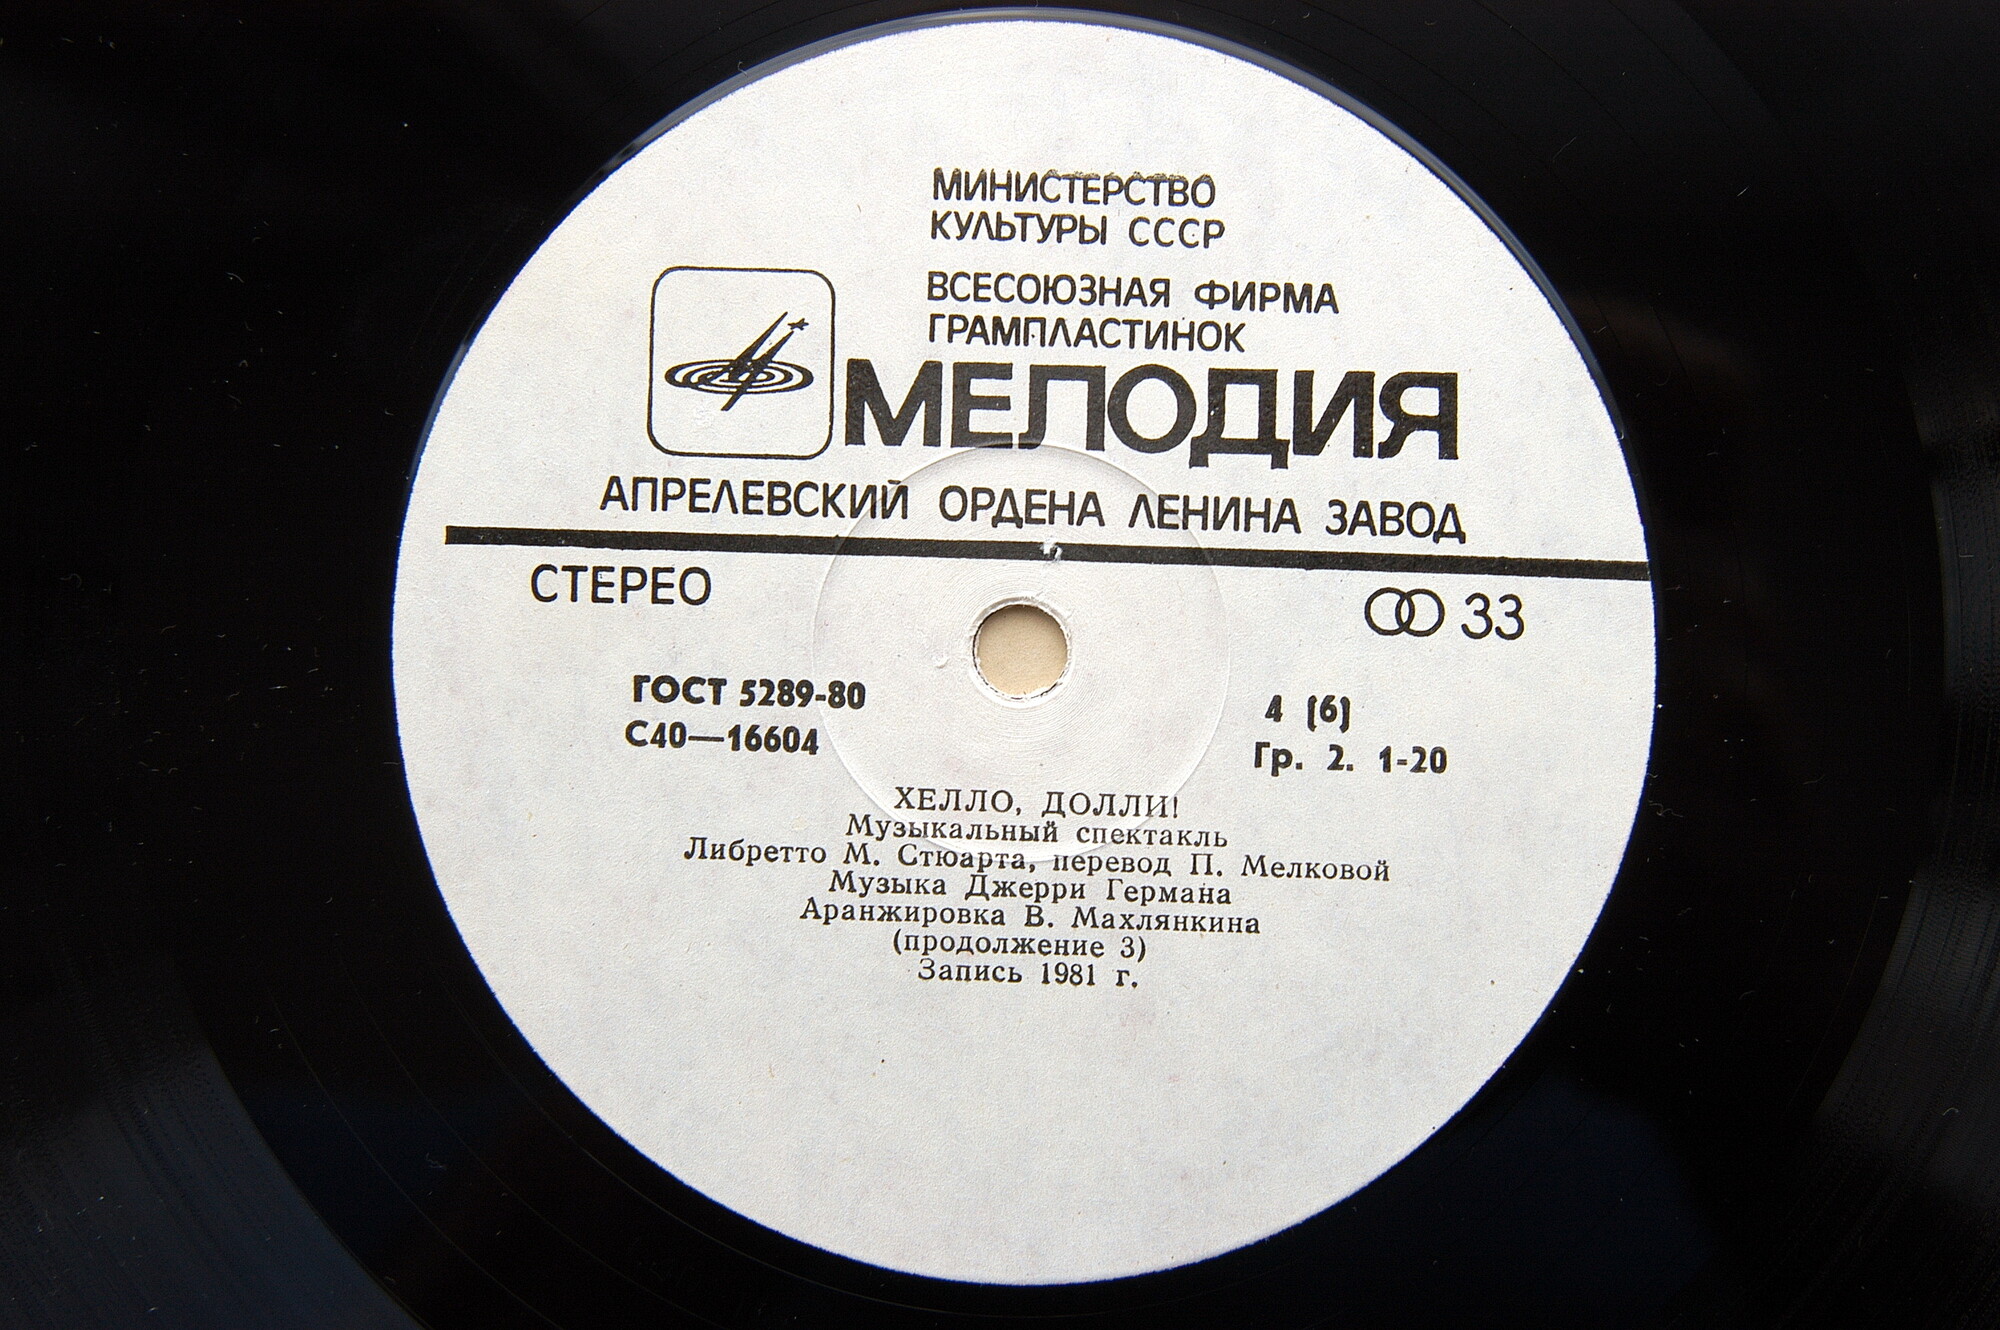 МИНИСТЕРСТВО
КУЛЬТУРЫ СССР
ВСЕСОЮЗНАЯ ФИРМА
ГРАМПЛАСТИНОК
МЕЛОДИЯ
АПРЕЛЕВСКИЙ ОРДЕНА ЛЕНИНА ЗАВОД
СТЕРЕО
33
ГОСТ 5289-80
С40—16604
4 (6)
Гр. 2. 1-20
ХЕЛЛО, ДОЛЛИ!
Музыкальный спектакль
Либретто М. Стюарта, перевод П. Мелковой
Музыка Джерри Германа
Аранжировка В. Махлянкина
(продолжение 3)
Запись 1981 г.